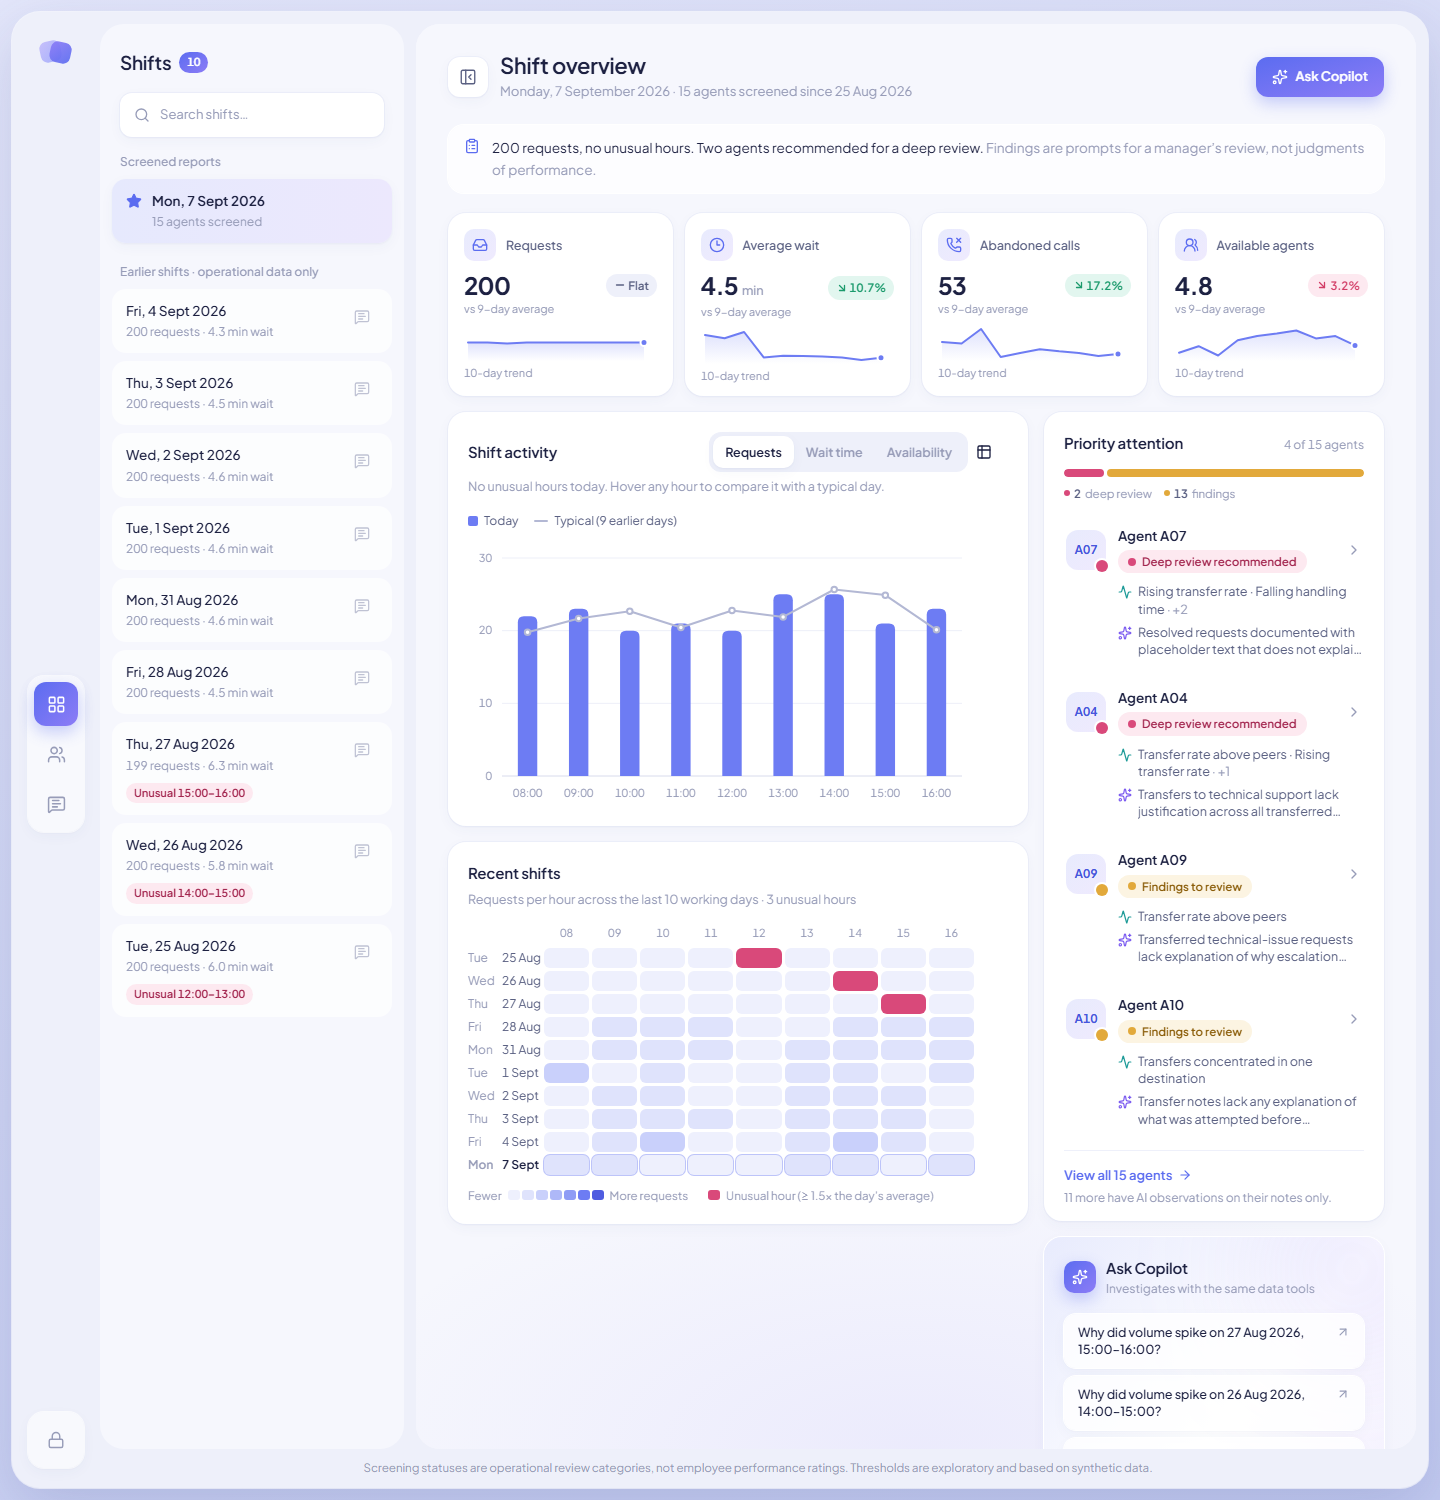 Shifts 10
Search shifts...
Screened reports
Mon, 7 Sept 2026
15 agents screened
Earlier shifts · operational data only
Fri, 4 Sept 2026
200 requests · 4.3 min wait
Thu, 3 Sept 2026
200 requests · 4.5 min wait
Wed, 2 Sept 2026
200 requests · 4.6 min wait
Tue, 1 Sept 2026
200 requests · 4.6 min wait
Mon, 31 Aug 2026
200 requests · 4.6 min wait
Fri, 28 Aug 2026
200 requests · 4.5 min wait
Thu, 27 Aug 2026
199 requests · 6.3 min wait
Unusual 15:00–16:00
Wed, 26 Aug 2026
200 requests · 5.8 min wait
Unusual 14:00–15:00
Tue, 25 Aug 2026
200 requests · 6.0 min wait
Unusual 12:00–13:00
Shift overview
Monday, 7 September 2026 · 15 agents screened since 25 Aug 2026
Ask Copilot
200 requests, no unusual hours. Two agents recommended for a deep review. Findings are prompts for a manager's review, not judgments
of performance.
Requests
200
Flat
vs 9-day average
10-day trend
Average wait
4.5 min
10.7%
vs 9-day average
10-day trend
Abandoned calls
53
17.2%
vs 9-day average
10-day trend
Available agents
4.8
3.2%
vs 9-day average
10-day trend
Shift activity
Requests Wait time Availability
No unusual hours today. Hover any hour to compare it with a typical day.
Today Typical (9 earlier days)
30
20
10
0
08:00 09:00 10:00 11:00 12:00 13:00 14:00 15:00 16:00
Recent shifts
Requests per hour across the last 10 working days · 3 unusual hours
08 09 10 11 12 13 14 15 16
Tue 25 Aug
Wed 26 Aug
Thu 27 Aug
Fri 28 Aug
Mon 31 Aug
Tue 1 Sept
Wed 2 Sept
Thu 3 Sept
Fri 4 Sept
Mon 7 Sept
Fewer More requests Unusual hour (≥ 1.5× the day's average)
Priority attention 4 of 15 agents
2 deep review 13 findings
A07 Agent A07
Deep review recommended
Rising transfer rate · Falling handling
time · +2
Resolved requests documented with
placeholder text that does not explai...
A04 Agent A04
Deep review recommended
Transfer rate above peers · Rising
transfer rate · +1
Transfers to technical support lack
justification across all transferred...
A09 Agent A09
Findings to review
Transfer rate above peers
Transferred technical-issue requests
lack explanation of why escalation...
A10 Agent A10
Findings to review
Transfers concentrated in one
destination
Transfer notes lack any explanation of
what was attempted before...
View all 15 agents
11 more have AI observations on their notes only.
Ask Copilot
Investigates with the same data tools
Why did volume spike on 27 Aug 2026,
15:00–16:00?
Why did volume spike on 26 Aug 2026,
14:00–15:00?
Screening statuses are operational review categories, not employee performance ratings. Thresholds are exploratory and based on synthetic data.